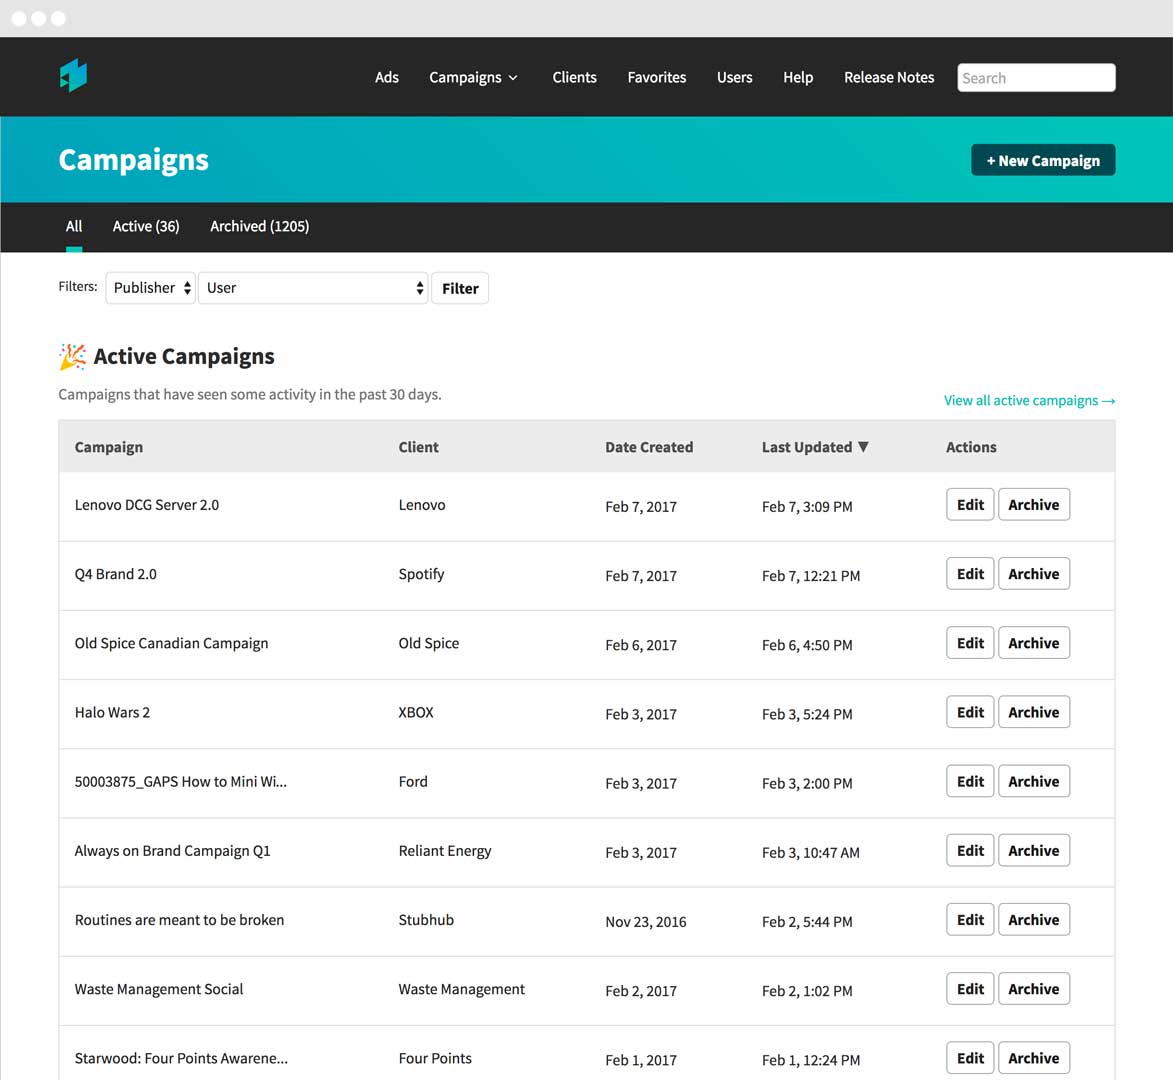 Ads Campaigns Clients Favorites Users Help Release Notes Search
Campaigns
+ New Campaign
All Active (36) Archived (1205)
Filters: Publisher User Filter
Active Campaigns
Campaigns that have seen some activity in the past 30 days.
View all active campaigns →
Campaign Client Date Created Last Updated ▼ Actions
Lenovo DCG Server 2.0 Lenovo Feb 7, 2017 Feb 7, 3:09 PM Edit Archive
Q4 Brand 2.0 Spotify Feb 7, 2017 Feb 7, 12:21 PM Edit Archive
Old Spice Canadian Campaign Old Spice Feb 6, 2017 Feb 6, 4:50 PM Edit Archive
Halo Wars 2 XBOX Feb 3, 2017 Feb 3, 5:24 PM Edit Archive
50003875_GAPS How to Mini Wi... Ford Feb 3, 2017 Feb 3, 2:00 PM Edit Archive
Always on Brand Campaign Q1 Reliant Energy Feb 3, 2017 Feb 3, 10:47 AM Edit Archive
Routines are meant to be broken Stubhub Nov 23, 2016 Feb 2, 5:44 PM Edit Archive
Waste Management Social Waste Management Feb 2, 2017 Feb 2, 1:02 PM Edit Archive
Starwood: Four Points Awarene... Four Points Feb 1, 2017 Feb 1, 12:24 PM Edit Archive